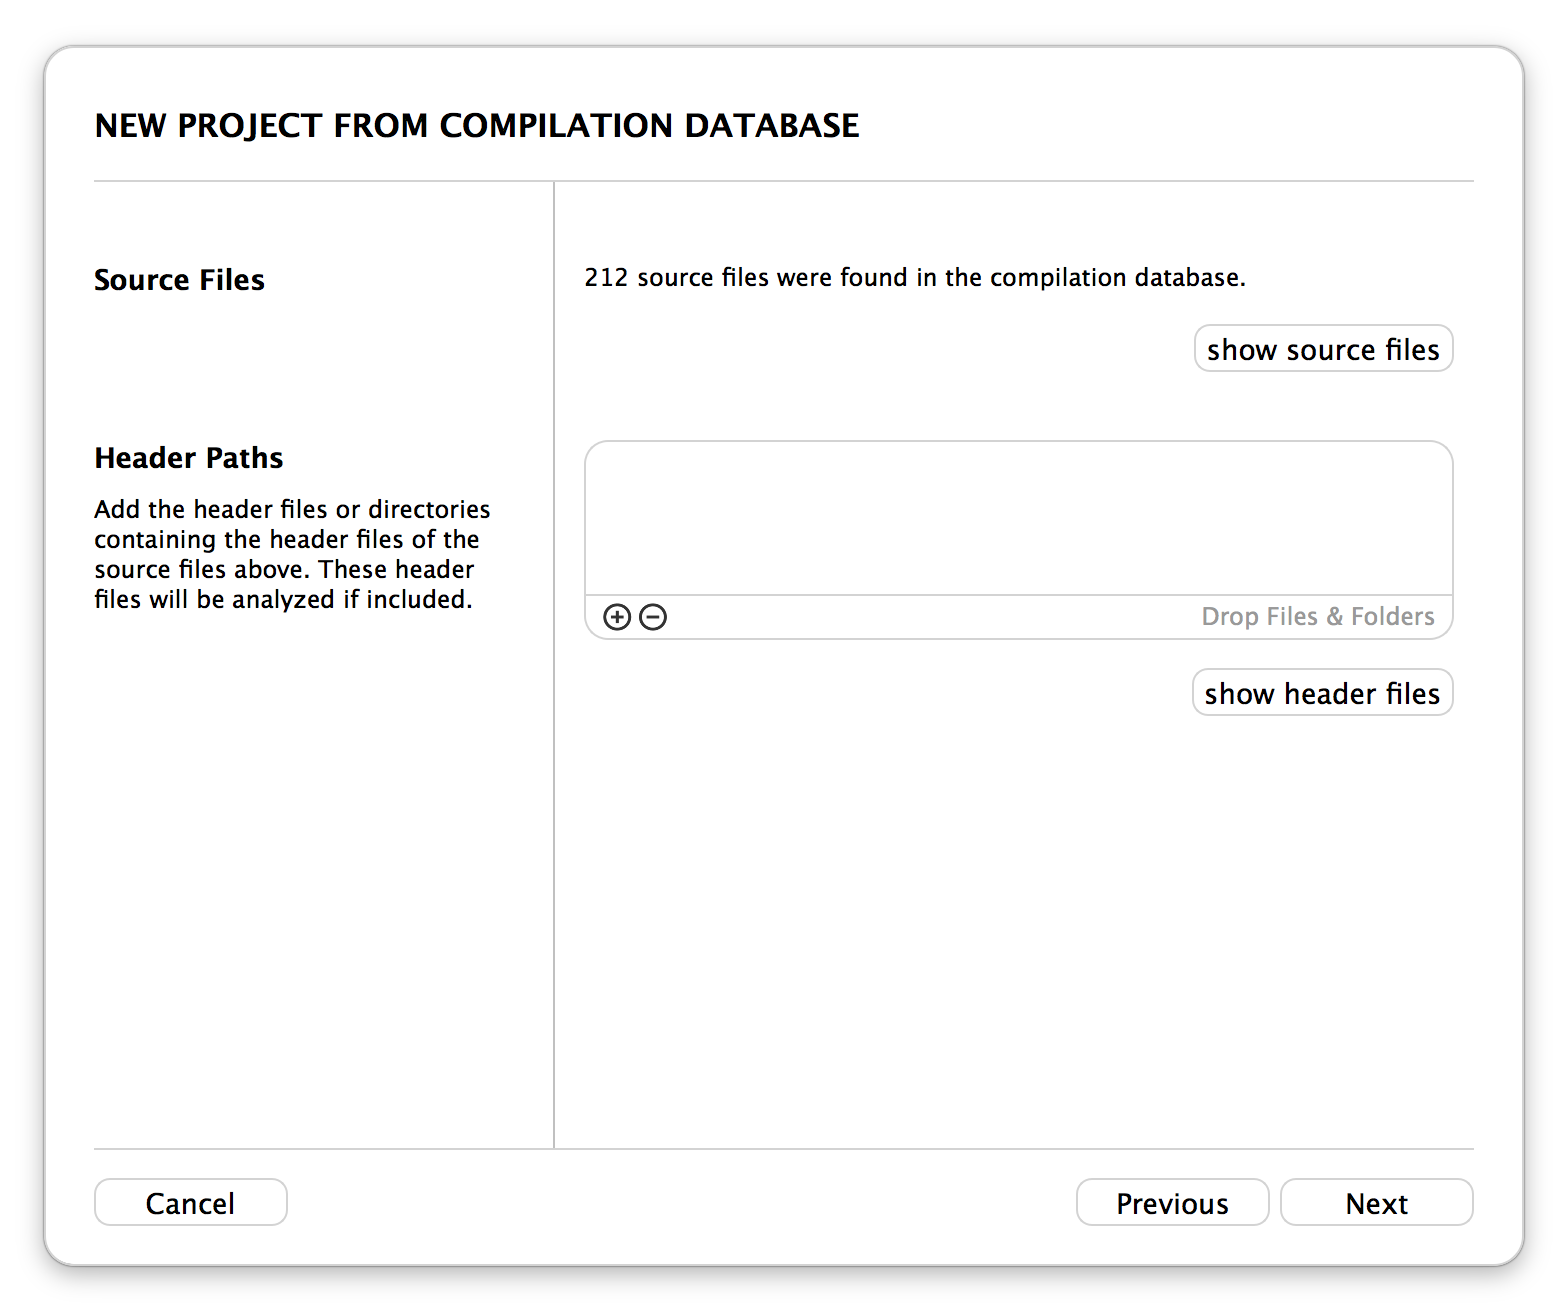 NEW PROJECT FROM COMPILATION DATABASE
Source Files
212 source files were found in the compilation database.
show source files
Header Paths
Add the header files or directories
containing the header files of the
source files above. These header
files will be analyzed if included.
Drop Files & Folders
show header files
Cancel
Previous
Next